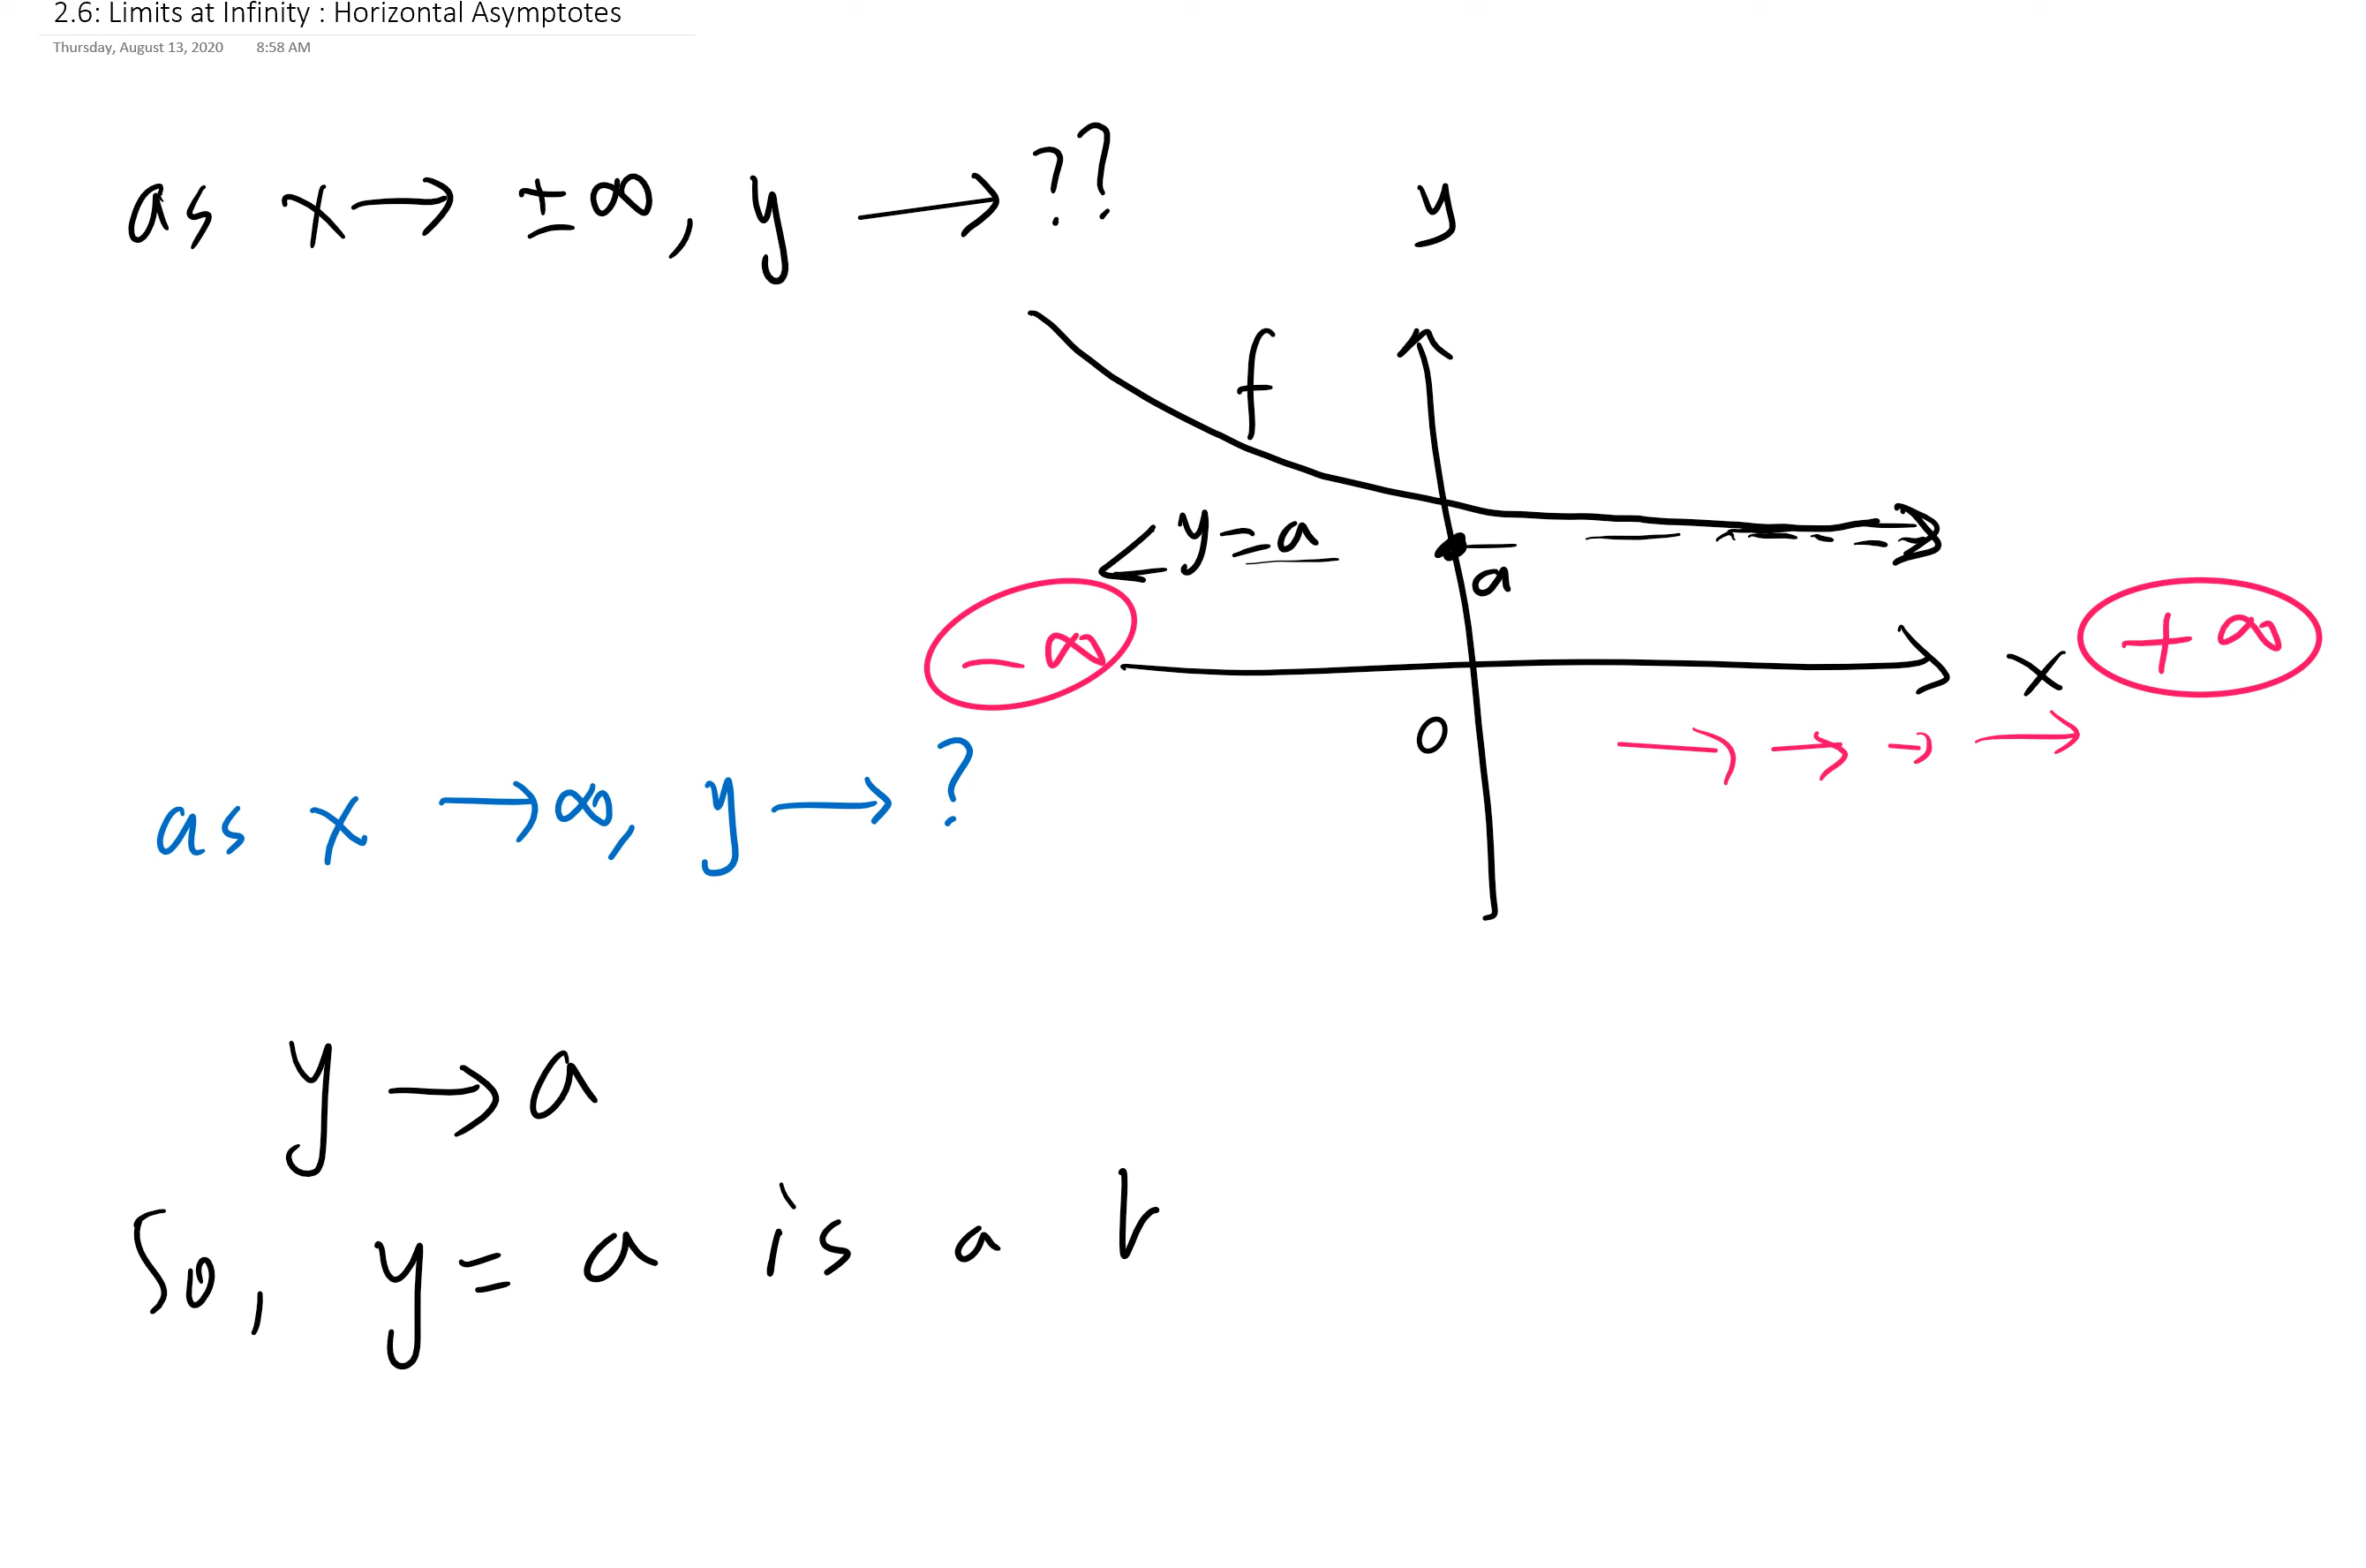 2.6: Limits at Infinity : Horizontal Asymptotes
Thursday, August 13, 2020 8:58 AM
as x → ±∞, y → ??
y
f
y = a
a
-∞
x
+∞
0
as x → ∞, y → ?
y → a
So, y = a is a